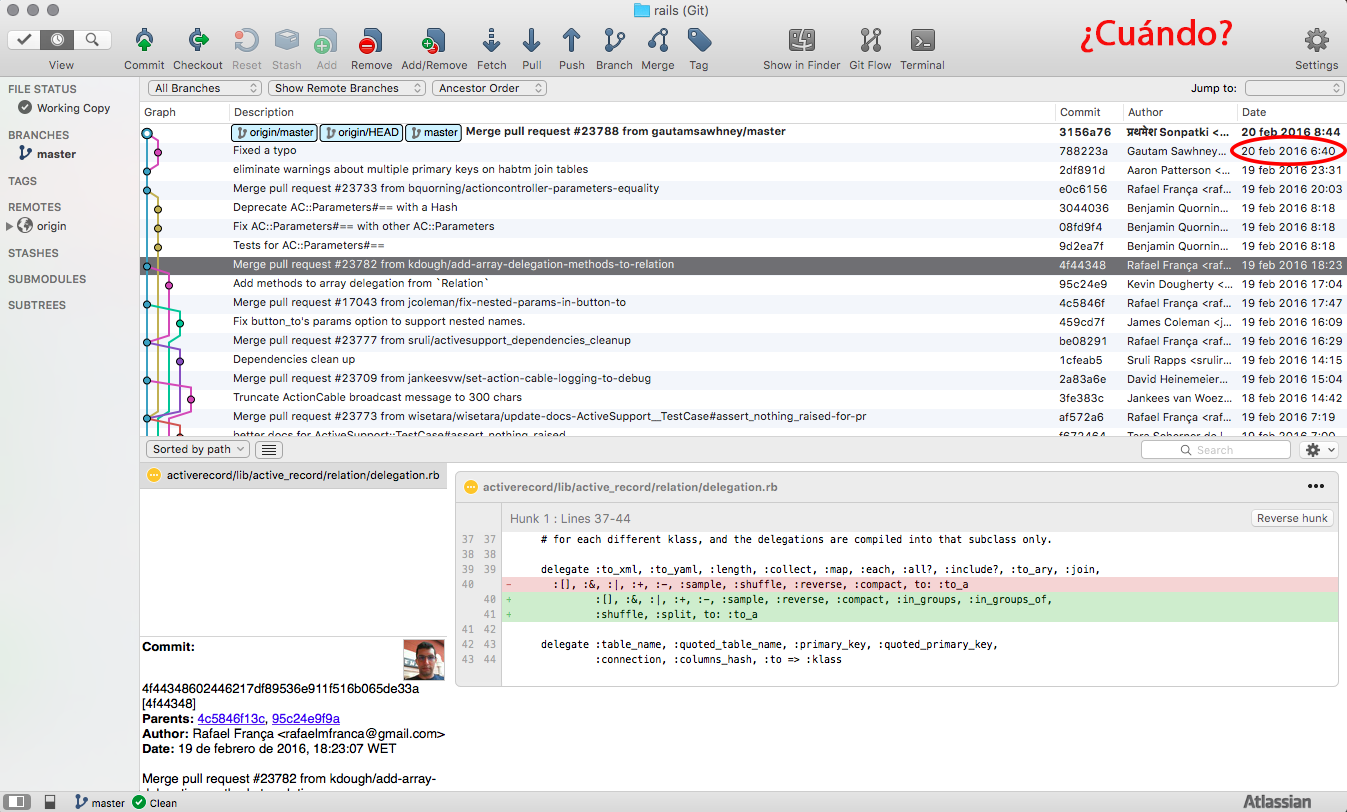 rails (Git)
¿Cuándo?
View Commit Checkout Reset Stash Add Remove Add/Remove Fetch Pull Push Branch Merge Tag Show in Finder Git Flow Terminal Settings
All Branches Show Remote Branches Ancestor Order Jump to:
FILE STATUS
Working Copy
BRANCHES
master
TAGS
REMOTES
origin
STASHES
SUBMODULES
SUBTREES
Graph Description Commit Author Date
origin/master origin/HEAD master Merge pull request #23788 from gautamsawhney/master 3156a76 प्रथमेश Sonpatki <... 20 feb 2016 8:44
Fixed a typo 788223a Gautam Sawhney... 20 feb 2016 6:40
eliminate warnings about multiple primary keys on habtm join tables 2df891d Aaron Patterson <... 19 feb 2016 23:31
Merge pull request #23733 from bquorning/actioncontroller-parameters-equality e0c6156 Rafael França <raf... 19 feb 2016 20:03
Deprecate AC::Parameters#== with a Hash 3044036 Benjamin Quornin... 19 feb 2016 8:18
Fix AC::Parameters#== with other AC::Parameters 08fd9f4 Benjamin Quornin... 19 feb 2016 8:18
Tests for AC::Parameters#== 9d2ea7f Benjamin Quornin... 19 feb 2016 8:18
Merge pull request #23782 from kdough/add-array-delegation-methods-to-relation 4f44348 Rafael França <raf... 19 feb 2016 18:23
Add methods to array delegation from `Relation` 95c24e9 Kevin Dougherty <... 19 feb 2016 17:04
Merge pull request #17043 from jcoleman/fix-nested-params-in-button-to 4c5846f Rafael França <raf... 19 feb 2016 17:47
Fix button_to's params option to support nested names. 459cd7f James Coleman <j... 19 feb 2016 16:09
Merge pull request #23777 from sruli/activesupport_dependencies_cleanup be08291 Rafael França <raf... 19 feb 2016 16:29
Dependencies clean up 1cfeab5 Sruli Rapps <srulir... 19 feb 2016 14:15
Merge pull request #23709 from jankeesvw/set-action-cable-logging-to-debug 2a83a6e David Heinemeier... 19 feb 2016 15:04
Truncate ActionCable broadcast message to 300 chars 3fe383c Jankees van Woez... 18 feb 2016 14:42
Merge pull request #23773 from wisetara/wisetara/update-docs-ActiveSupport__TestCase#assert_nothing_raised-for-pr af572a6 Rafael França <raf... 19 feb 2016 7:19
better docs for ActiveSupport::TestCase#assert_nothing_raised f672464 19 feb 2016 7:00
Sorted by path Search
activerecord/lib/active_record/relation/delegation.rb
activerecord/lib/active_record/relation/delegation.rb
Hunk 1 : Lines 37-44 Reverse hunk
37 37 # for each different klass, and the delegations are compiled into that subclass only.
38 38
39 39 delegate :to_xml, :to_yaml, :length, :collect, :map, :each, :all?, :include?, :to_ary, :join,
40 - :[], :&, :|, :+, :-, :sample, :shuffle, :reverse, :compact, to: :to_a
40 + :[], :&, :|, :+, :-, :sample, :reverse, :compact, :in_groups, :in_groups_of,
41 + :shuffle, :split, to: :to_a
41 42
42 43 delegate :table_name, :quoted_table_name, :primary_key, :quoted_primary_key,
43 44 :connection, :columns_hash, :to => :klass
Commit:
4f44348602446217df89536e911f516b065de33a
[4f44348]
Parents: 4c5846f13c, 95c24e9f9a
Author: Rafael França <rafaelmfranca@gmail.com>
Date: 19 de febrero de 2016, 18:23:07 WET
Merge pull request #23782 from kdough/add-array-
master Clean
Atlassian